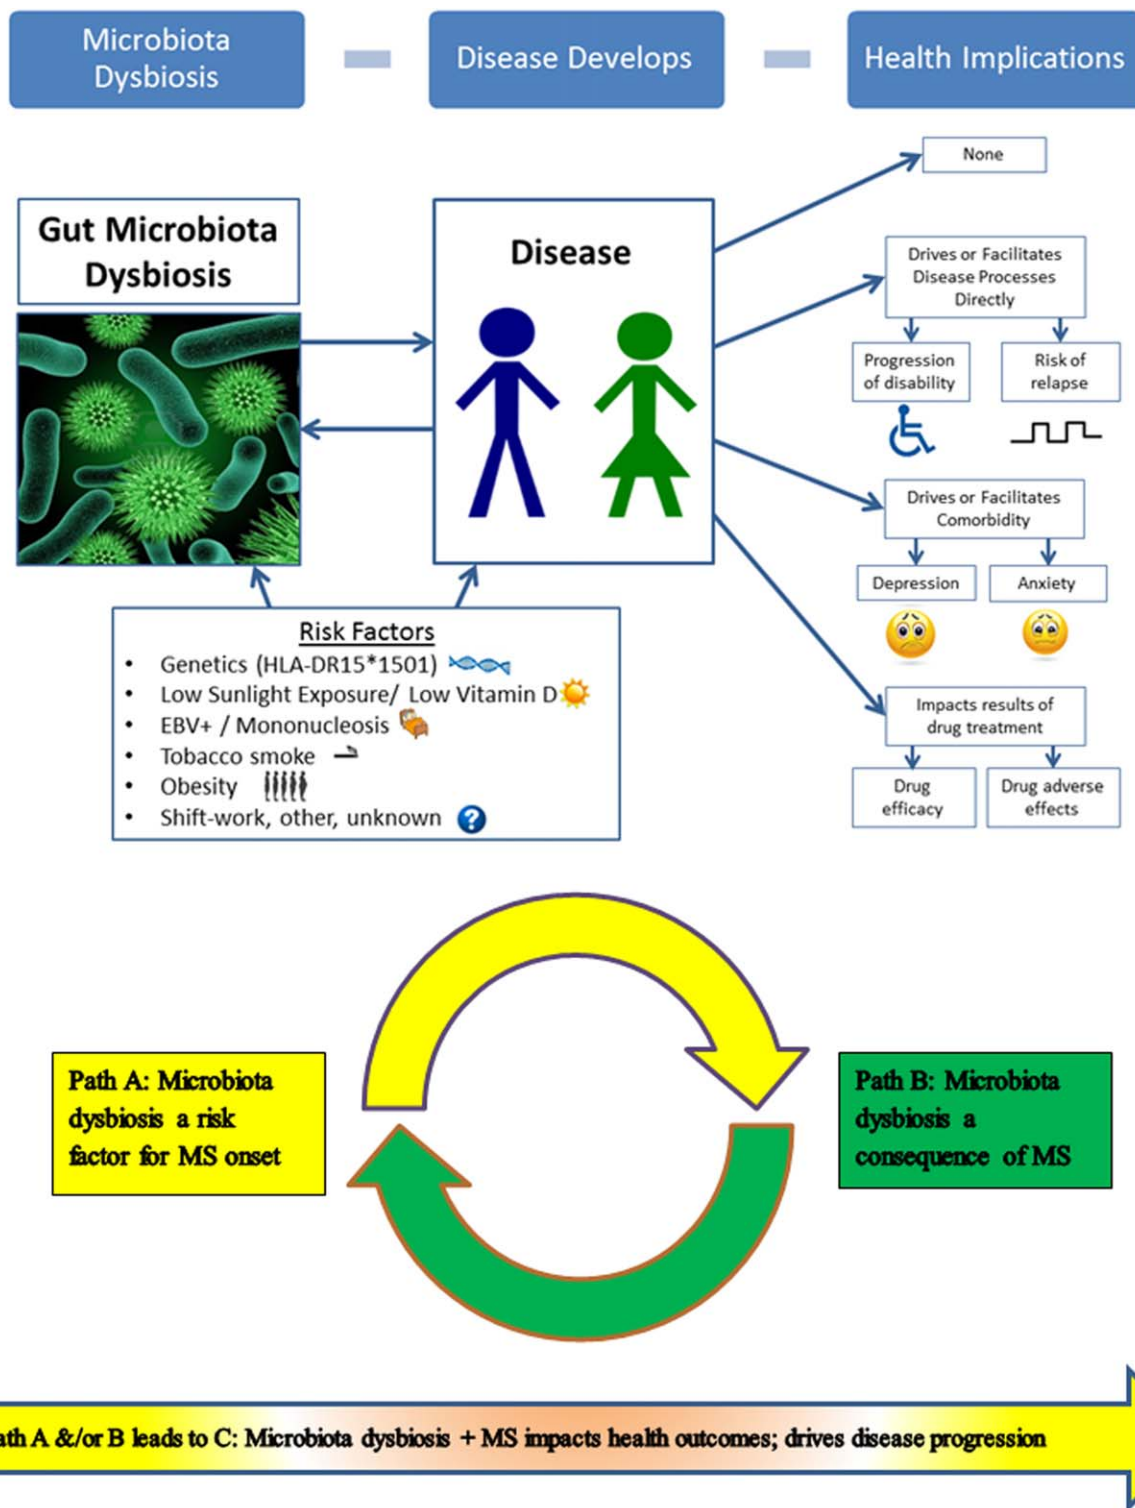 Microbiota
Dysbiosis
Disease Develops
Health Implications
Gut Microbiota
Dysbiosis
Disease
None
Drives or Facilitates
Disease Processes
Directly
Progression
of disability
Risk of
relapse
Drives or Facilitates
Comorbidity
Depression
Anxiety
Impacts results of
drug treatment
Drug
efficacy
Drug adverse
effects
Risk Factors
• Genetics (HLA-DR15*1501)
• Low Sunlight Exposure/ Low Vitamin D
• EBV+ / Mononucleosis
• Tobacco smoke
• Obesity
• Shift-work, other, unknown ?
Path A: Microbiota
dysbiosis a risk
factor for MS onset
Path B: Microbiota
dysbiosis a
consequence of MS
ath A &/or B leads to C: Microbiota dysbiosis + MS impacts health outcomes; drives disease progression